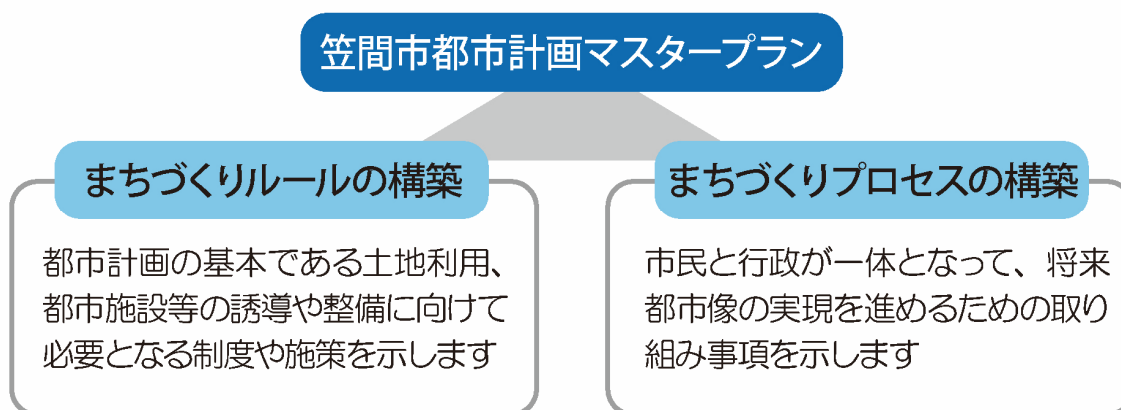 笠間市都市計画マスタープラン
まちづくりルールの構築
都市計画の基本である土地利用、
都市施設等の誘導や整備に向けて
必要となる制度や施策を示します
まちづくりプロセスの構築
市民と行政が一体となって、将来
都市像の実現を進めるための取り
組み事項を示します